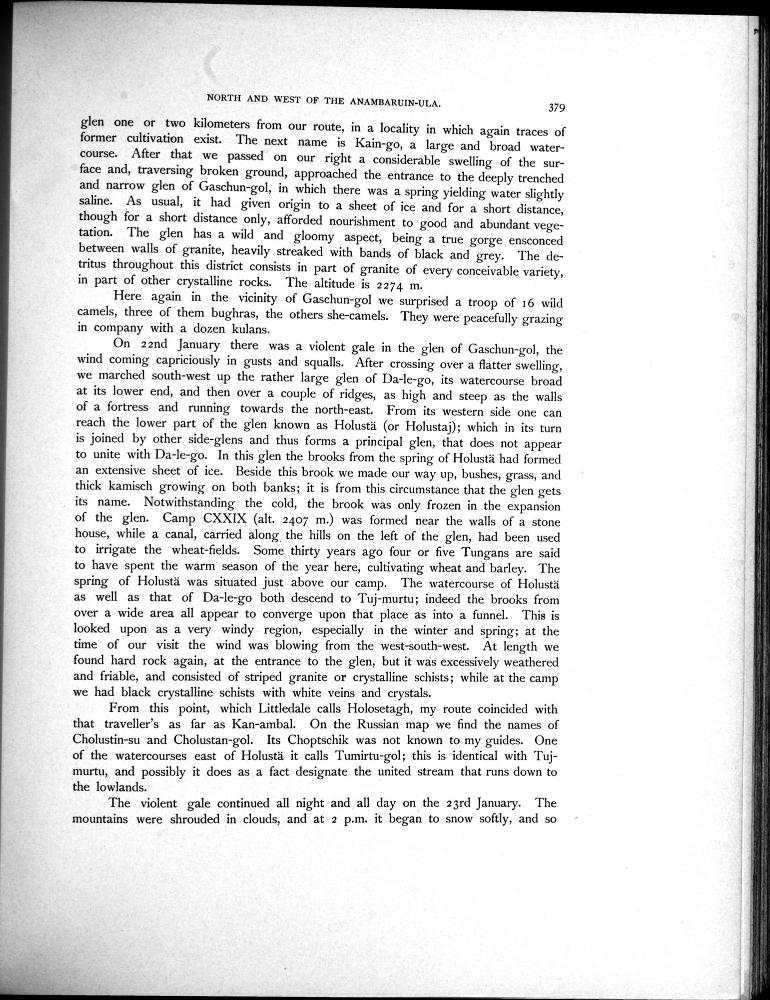 NORTH AND WEST OF THE ANAMBARUIN-ULA.
379
glen one or two kilometers from our route, in a locality in which again traces of
former cultivation exist. The next name is Kain-go, a large and broad water-
course. After that we passed on our right a considerable swelling of the sur-
face and, traversing broken ground, approached the entrance to the deeply trenched
and narrow glen of Gaschun-gol, in which there was a spring yielding water slightly
saline. As usual, it had given origin to a sheet of ice and for a short distance,
though for a short distance only, afforded nourishment to good and abundant vege-
tation. The glen has a wild and gloomy aspect, being a true gorge ensconced
between walls of granite, heavily streaked with bands of black and grey. The de-
tritus throughout this district consists in part of granite of every conceivable variety,
in part of other crystalline rocks. The altitude is 2274 m.
Here again in the vicinity of Gaschun-gol we surprised a troop of 16 wild
camels, three of them bughras, the others she-camels. They were peacefully grazing
in company with a dozen kulans.
On 22nd January there was a violent gale in the glen of Gaschun-gol, the
wind coming capriciously in gusts and squalls. After crossing over a flatter swelling,
we marched south-west up the rather large glen of Da-le-go, its watercourse broad
at its lower end, and then over a couple of ridges, as high and steep as the walls
of a fortress and running towards the north-east. From its western side one can
reach the lower part of the glen known as Holustä (or Holustaj); which in its turn
is joined by other side-glens and thus forms a principal glen, that does not appear
to unite with Da-le-go. In this glen the brooks from the spring of Holustä had formed
an extensive sheet of ice. Beside this brook we made our way up, bushes, grass, and
thick kamisch growing on both banks; it is from this circumstance that the glen gets
its name. Notwithstanding the cold, the brook was only frozen in the expansion
of the glen. Camp CXXIX (alt. 2407 m.) was formed near the walls of a stone
house, while a canal, carried along the hills on the left of the glen, had been used
to irrigate the wheat-fields. Some thirty years ago four or five Tungans are said
to have spent the warm season of the year here, cultivating wheat and barley. The
spring of Holustä was situated just above our camp. The watercourse of Holustä
as well as that of Da-le-go both descend to Tuj-murtu; indeed the brooks from
over a wide area all appear to converge upon that place as into a funnel. This is
looked upon as a very windy region, especially in the winter and spring; at the
time of our visit the wind was blowing from the west-south-west. At length we
found hard rock again, at the entrance to the glen, but it was excessively weathered
and friable, and consisted of striped granite or crystalline schists; while at the camp
we had black crystalline schists with white veins and crystals.
From this point, which Littledale calls Holosetagh, my route coincided with
that traveller's as far as Kan-ambal. On the Russian map we find the names of
Cholustin-su and Cholustan-gol. Its Choptschik was not known to my guides. One
of the watercourses east of Holustä it calls Tumirtu-gol; this is identical with Tuj-
murtu, and possibly it does as a fact designate the united stream that runs down to
the lowlands.
The violent gale continued all night and all day on the 23rd January. The
mountains were shrouded in clouds, and at 2 p.m. it began to snow softly, and so